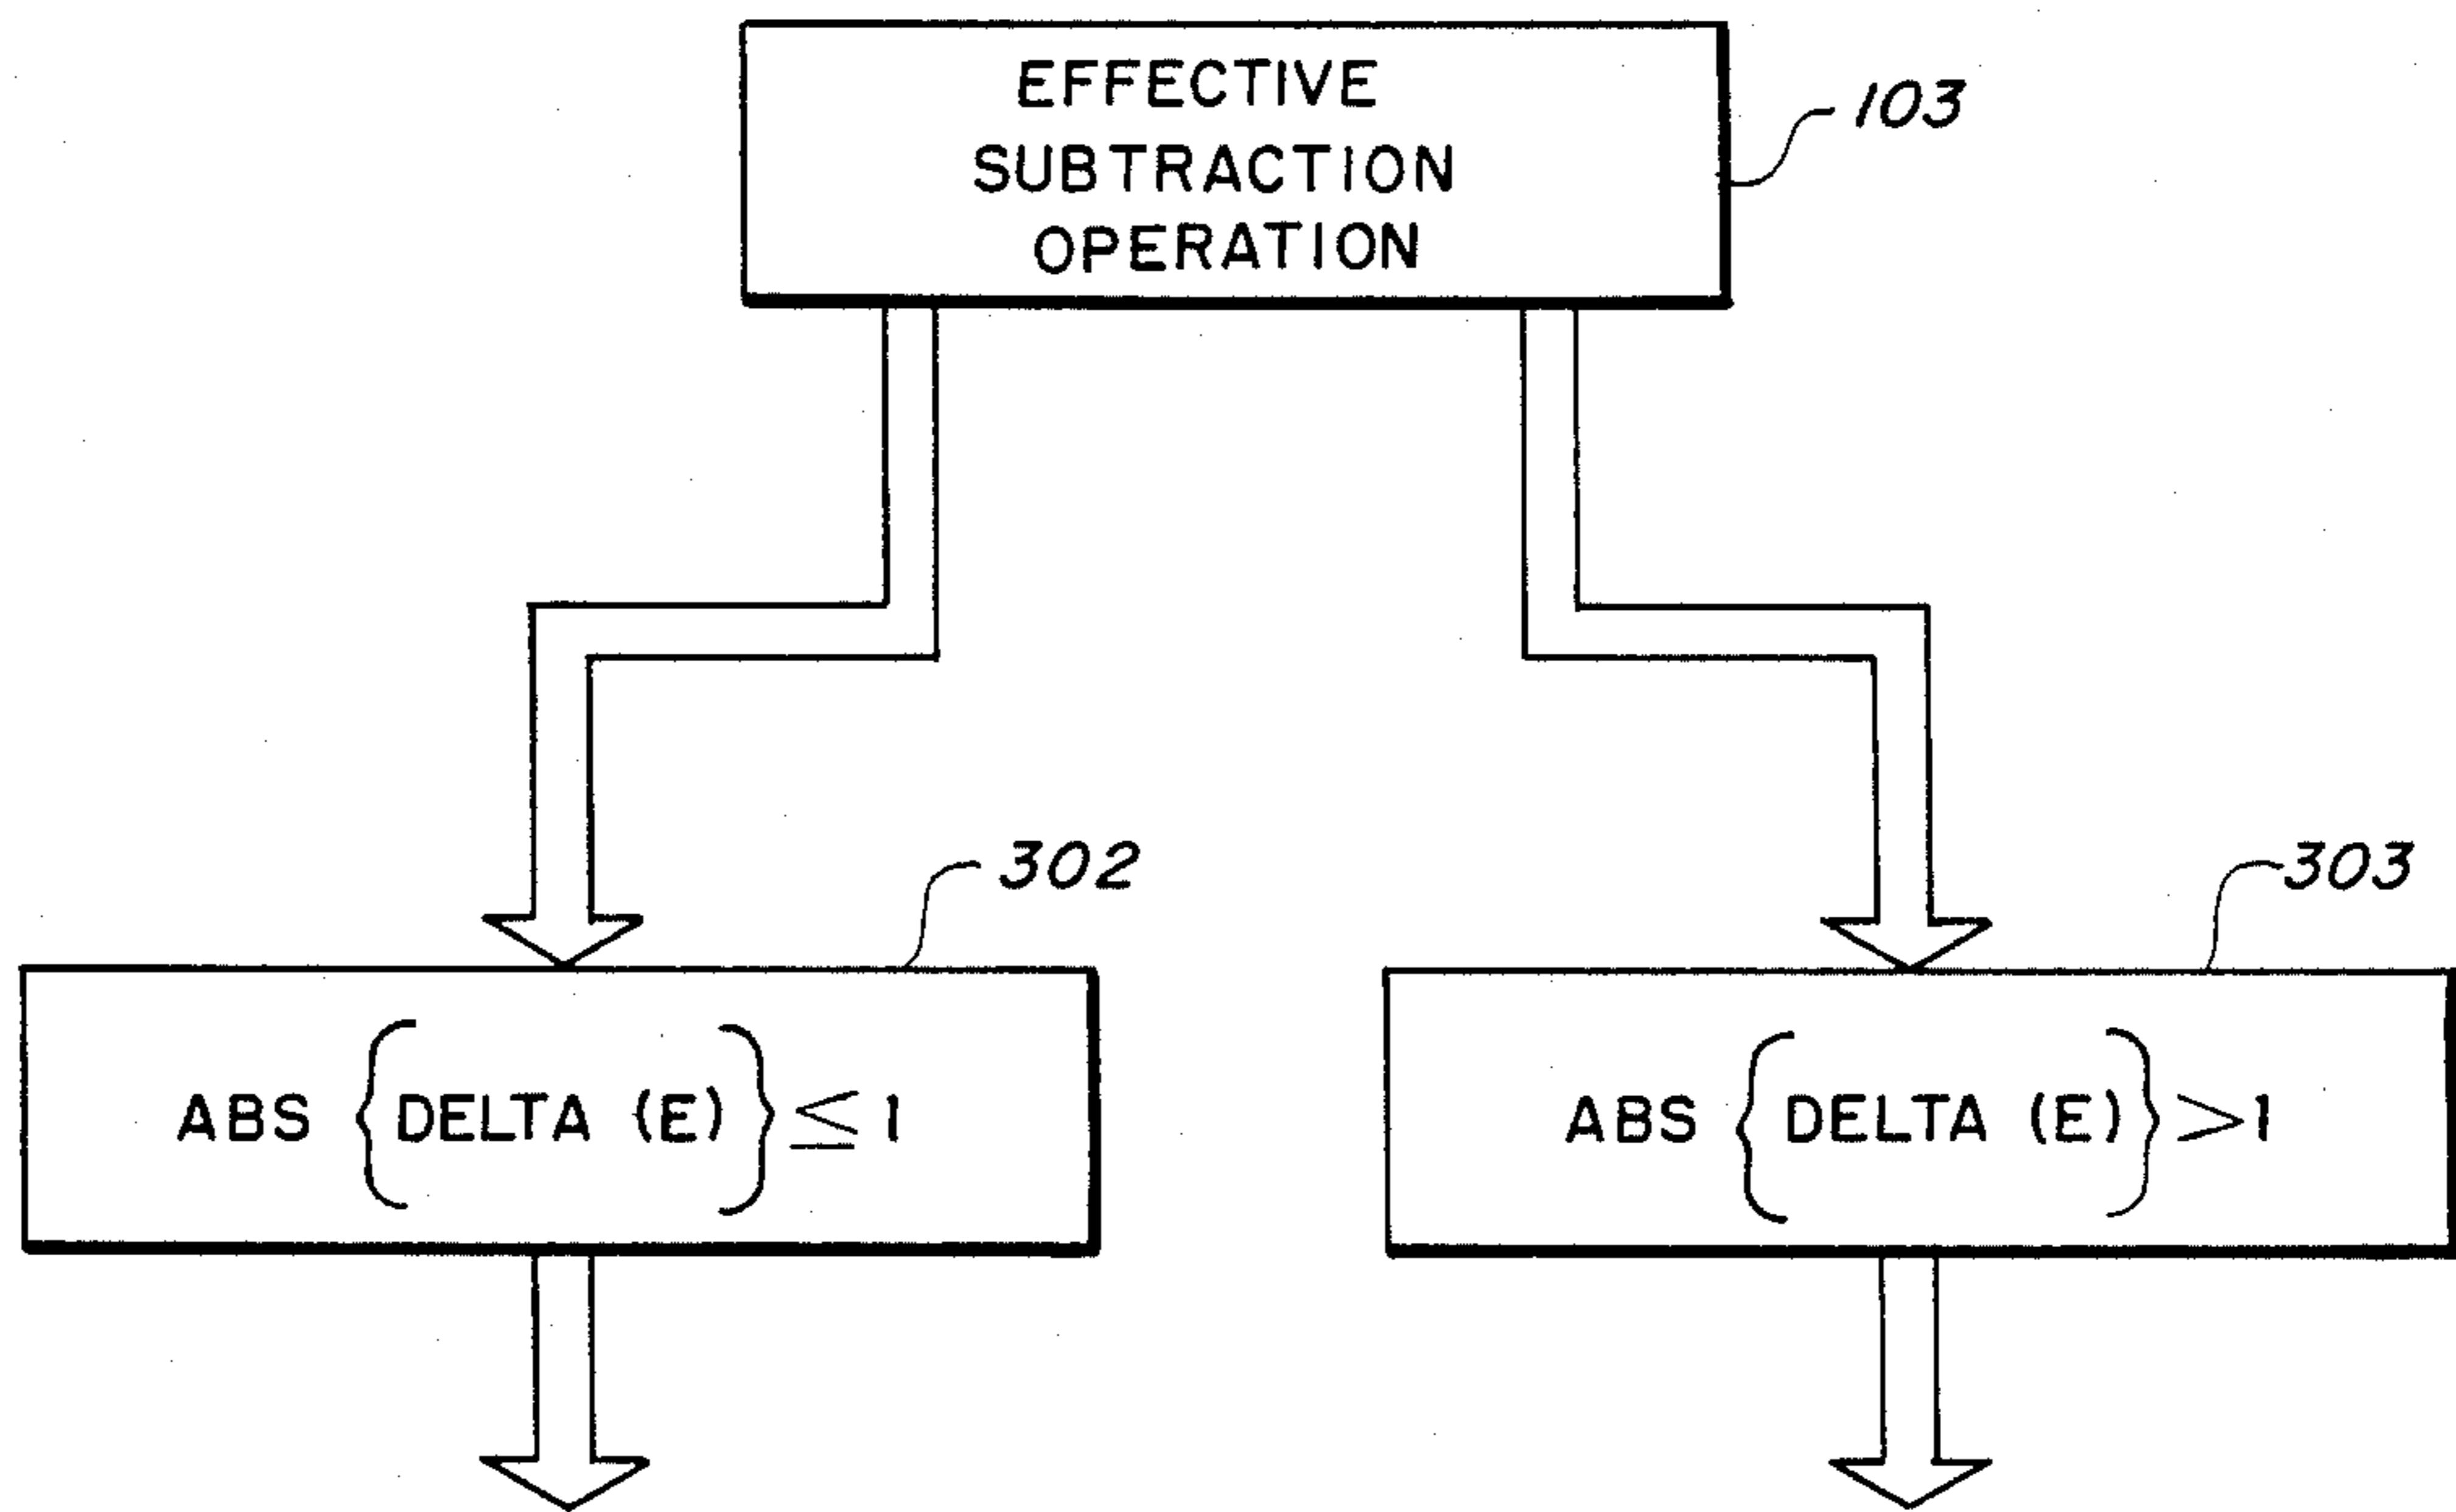 EFFECTIVE
SUBTRACTION
OPERATION
103
302
303
ABS {DELTA (E)} ≤ 1
ABS {DELTA (E)} > 1